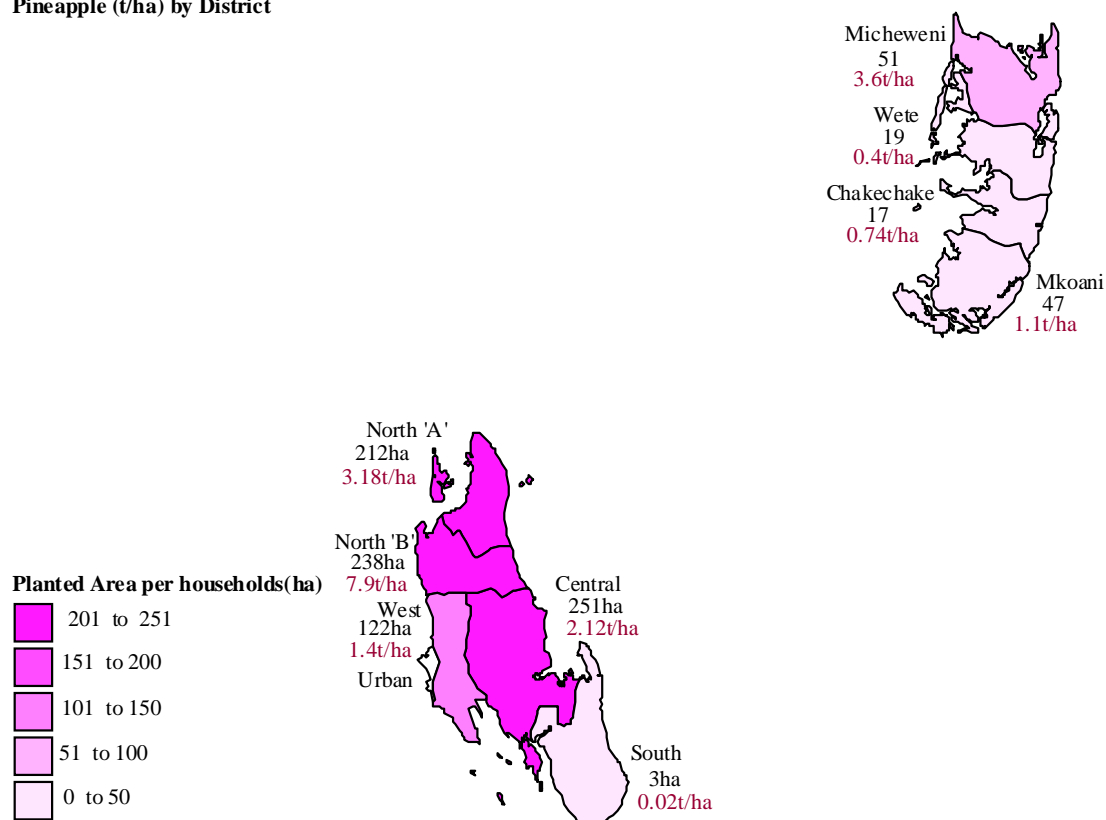 Pineapple (t/ha) by District
Micheweni
51
3.6t/ha
Wete
19
0.4t/ha
Chakechake
17
0.74t/ha
Mkoani
47
1.1t/ha
North 'A'
212ha
3.18t/ha
North 'B'
238ha
7.9t/ha
Central
251ha
2.12t/ha
West
122ha
1.4t/ha
Urban
South
3ha
0.02t/ha
Planted Area per households(ha)
201 to 251
151 to 200
101 to 150
51 to 100
0 to 50